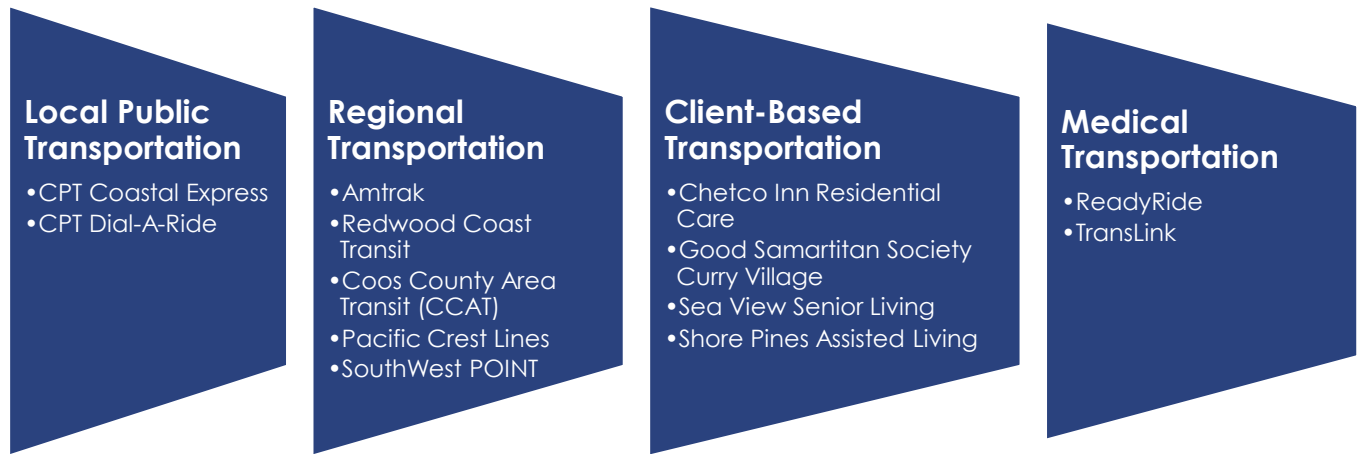 Local Public
Transportation
•CPT Coastal Express
•CPT Dial-A-Ride
Regional
Transportation
•Amtrak
•Redwood Coast
Transit
•Coos County Area
Transit (CCAT)
•Pacific Crest Lines
•SouthWest POINT
Client-Based
Transportation
•Chetco Inn Residential
Care
•Good Samartitan Society
Curry Village
•Sea View Senior Living
•Shore Pines Assisted Living
Medical
Transportation
•ReadyRide
•TransLink